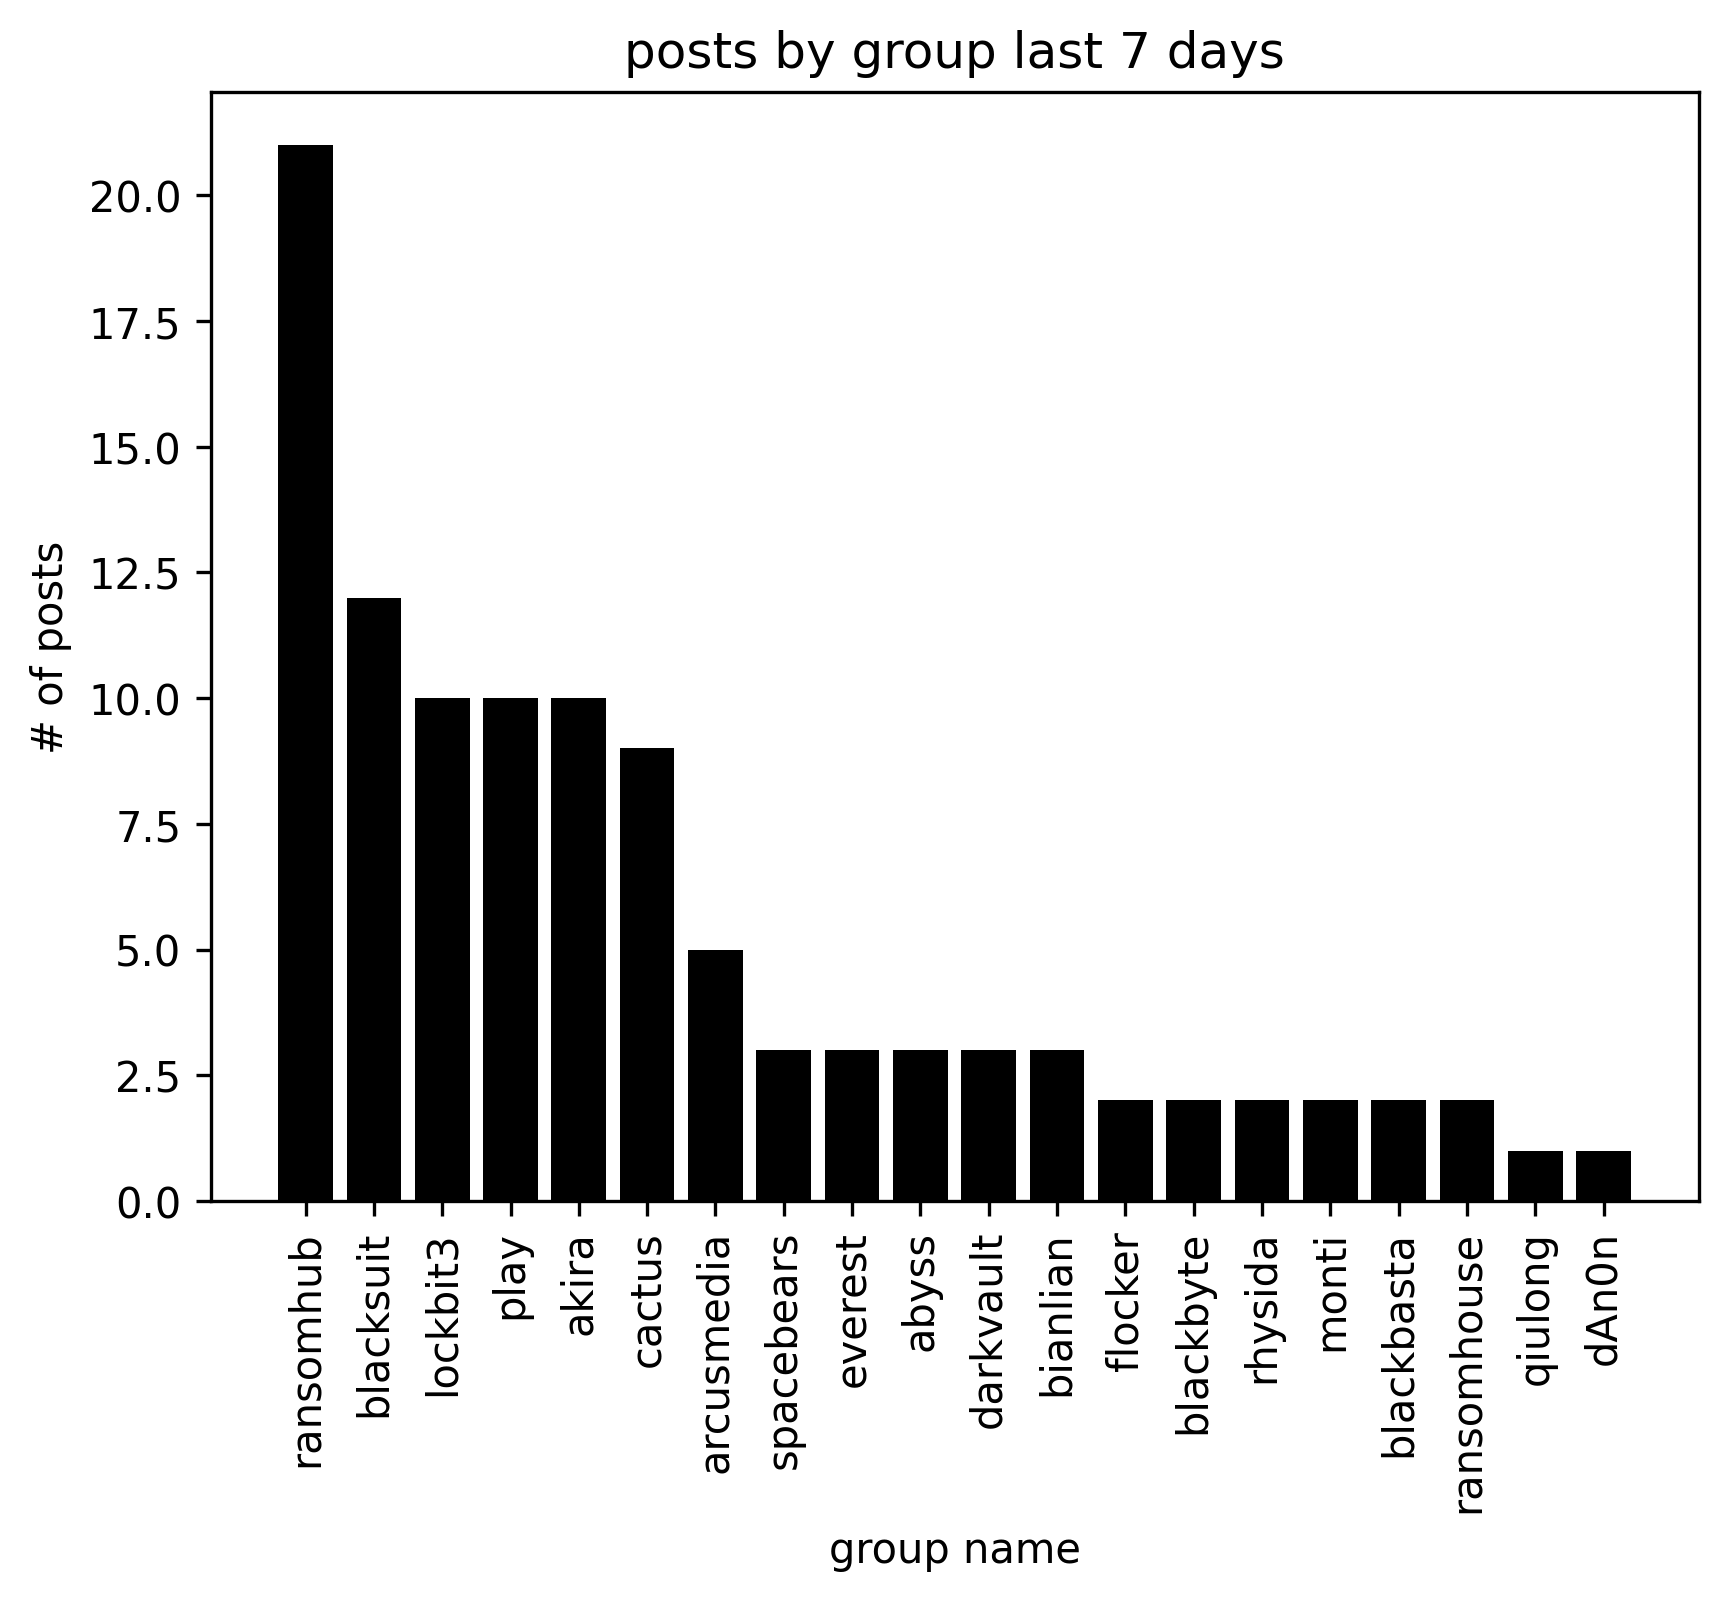 posts by group last 7 days
# of posts
20.0
17.5
15.0
12.5
10.0
7.5
5.0
2.5
0.0
ransomhub
blacksuit
lockbit3
play
akira
cactus
arcusmedia
spacebears
everest
abyss
darkvault
bianlian
flocker
blackbyte
rhysida
monti
blackbasta
ransomhouse
qiulong
dAn0n
group name